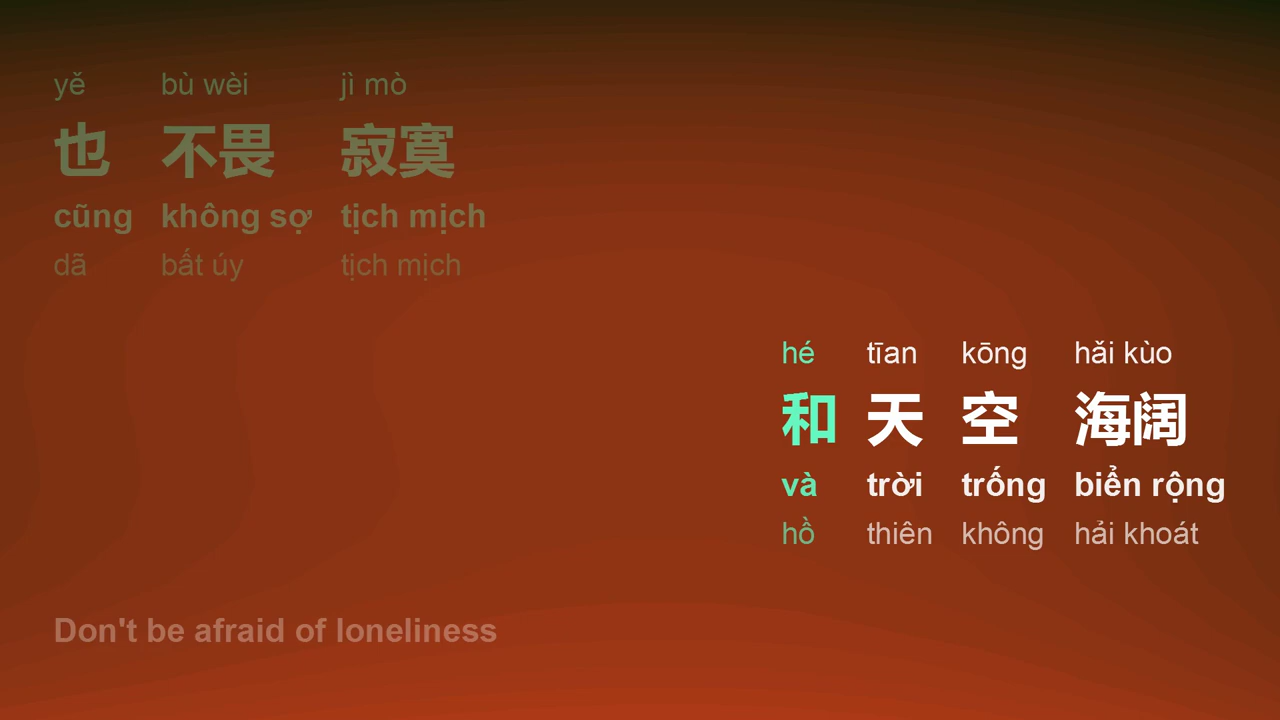 yě bù wèi jì mò
也 不畏 寂寞
cũng không sợ tịch mịch
dã bất úy tịch mịch
hé tīan kōng hǎi kùo
和 天 空 海阔
và trời trống biển rộng
hồ thiên không hải khoát
Don't be afraid of loneliness